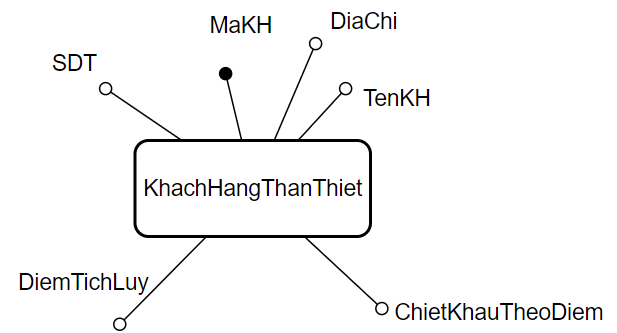 MaKH
DiaChi
SDT
TenKH
KhachHangThanThiet
DiemTichLuy
ChietKhauTheoDiem